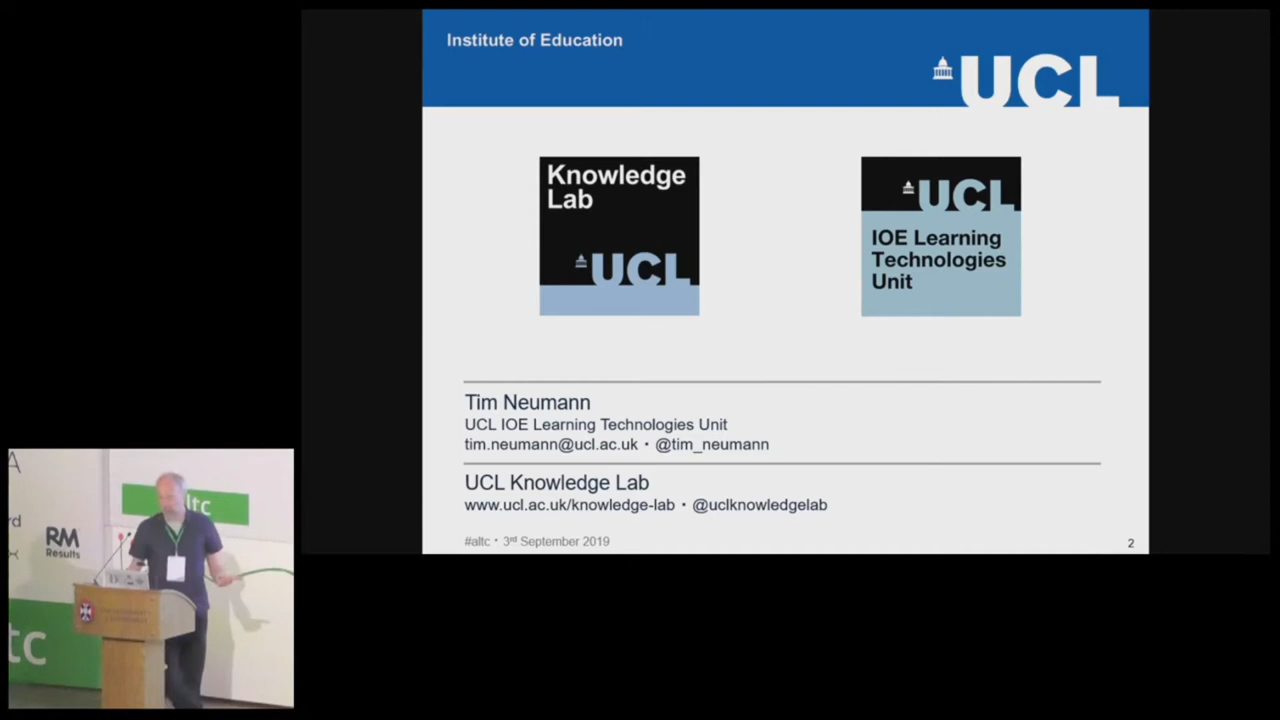 Institute of Education
UCL
Knowledge
Lab
UCL
UCL
IOE Learning
Technologies
Unit
Tim Neumann
UCL IOE Learning Technologies Unit
tim.neumann@ucl.ac.uk • @tim_neumann
UCL Knowledge Lab
www.ucl.ac.uk/knowledge-lab • @uclknowledgelab
#altc • 3rd September 2019
2
RM
Results